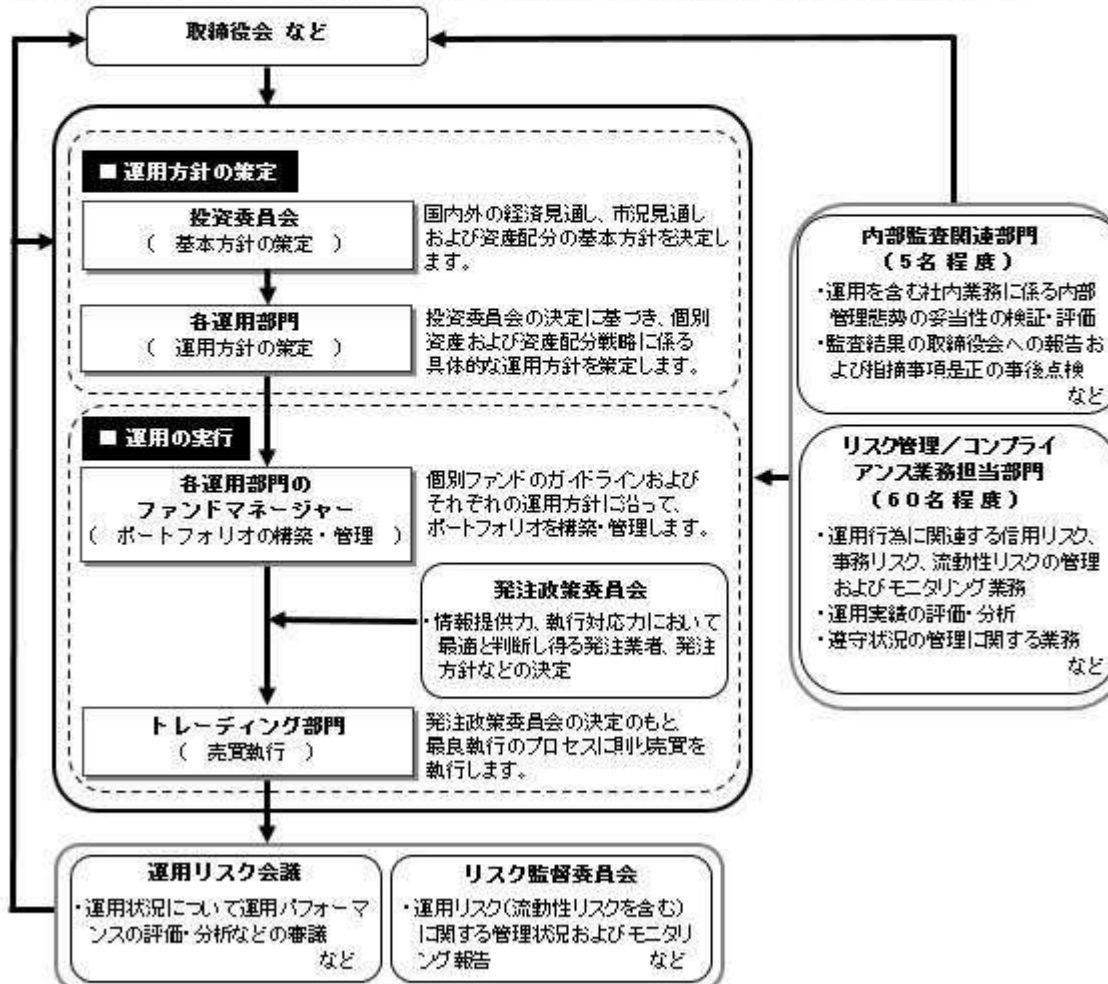 取締役会 など
■ 運用方針の策定
投資委員会
( 基本方針の策定 )
国内外の経済見通し、市況見通し
および資産配分の基本方針を決定し
ます。
各運用部門
( 運用方針の策定 )
投資委員会の決定に基づき、個別
資産および資産配分戦略に係る
具体的な運用方針を策定します。
■ 運用の実行
各運用部門の
ファンドマネージャー
( ポートフォリオの構築・管理 )
個別ファンドのガイドラインおよび
それぞれの運用方針に沿って、
ポートフォリオを構築・管理します。
発注政策委員会
・情報提供力、執行対応力において
最適と判断し得る発注業者、発注
方針などの決定
トレーディング部門
( 売買執行 )
発注政策委員会の決定のもと、
最良執行のプロセスに則り売買を
執行します。
内部監査関連部門
(5名程度)
・運用を含む社内業務に係る内部
管理態勢の妥当性の検証・評価
・監査結果の取締役会への報告お
よび指摘事項是正の事後点検
など
リスク管理/コンプライ
アンス業務担当部門
(60名程度)
・運用行為に関連する信用リスク、
事務リスク、流動性リスクの管理
およびモニタリング業務
・運用実績の評価・分析
・遵守状況の管理に関する業務
など
運用リスク会議
・運用状況について運用パフォーマ
ンスの評価・分析などの審議
など
リスク監督委員会
・運用リスク(流動性リスクを含む)
に関する管理状況およびモニタリ
ング報告 など